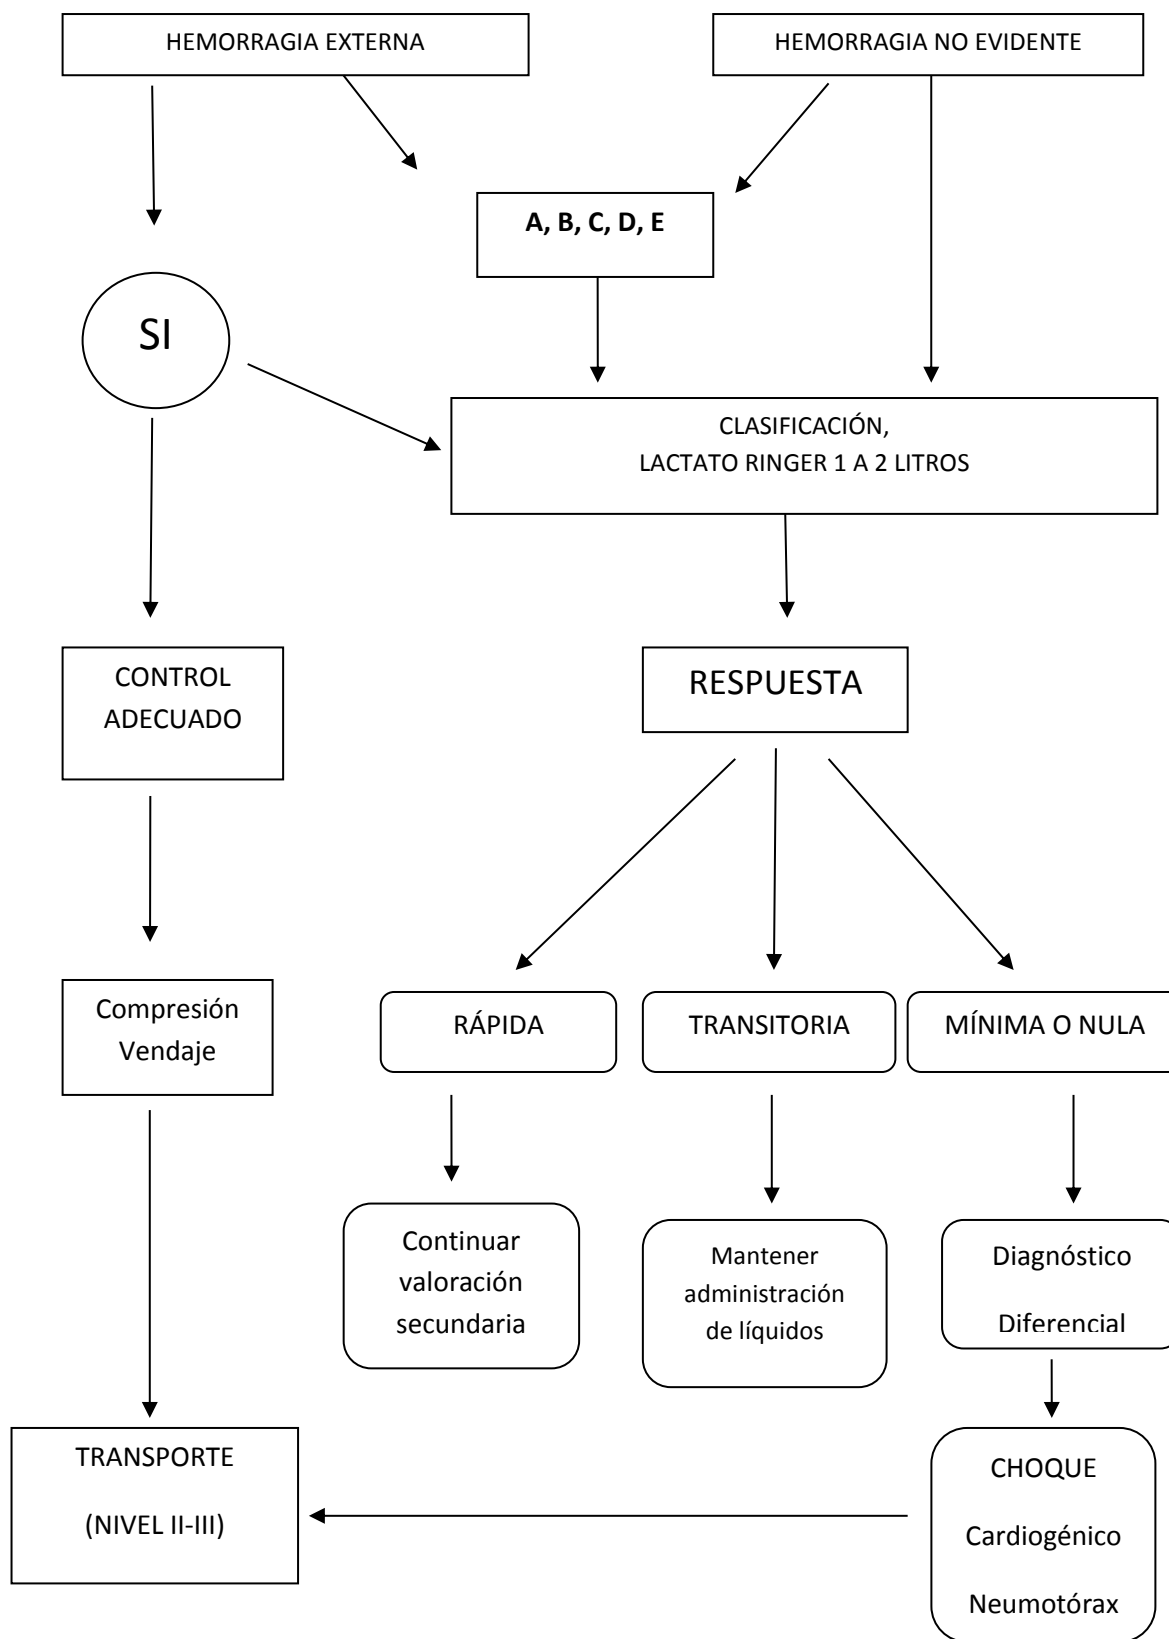 HEMORRAGIA EXTERNA
HEMORRAGIA NO EVIDENTE
A, B, C, D, E
SI
CLASIFICACIÓN,
LACTATO RINGER 1 A 2 LITROS
CONTROL
ADECUADO
RESPUESTA
Compresión
Vendaje
RÁPIDA
TRANSITORIA
MÍNIMA O NULA
Continuar
valoración
secundaria
Mantener
administración
de líquidos
Diagnóstico
Diferencial
TRANSPORTE
(NIVEL II-III)
CHOQUE
Cardiogénico
Neumotórax